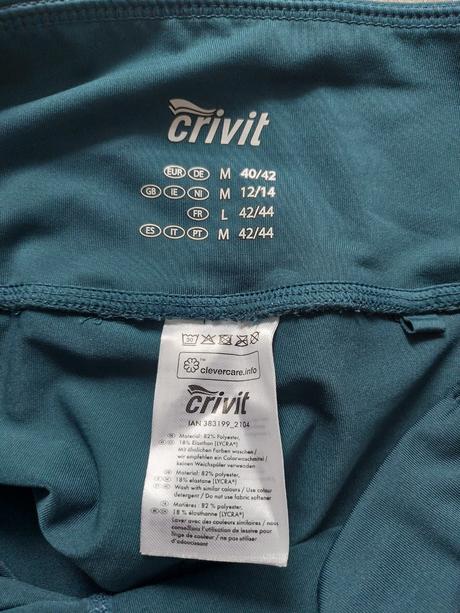 crivit
EUR DE M 40/42
GB IE NI M 12/14
FR L 42/44
ES IT PT M 42/44
30
clevercare.info
crivit
IAN 383199_2104
Material: 82% Polyester,
18% Elasthan [LYCRA®]
Mit ähnlichen Farben waschen /
wir empfehlen ein Colorwaschmittel /
keinen Weichspüler verwenden
Material: 82% polyester,
18% elastane [LYCRA®]
Wash with similar colours / Use colour
detergent / Do not use fabric softener
Matières : 82 % polyester,
18 % élasthanne [LYCRA®]
Laver avec des couleurs similaires / nous
conseillons l'utilisation de lessive pour
linge de couleur / ne pas utiliser
d'adoucissant